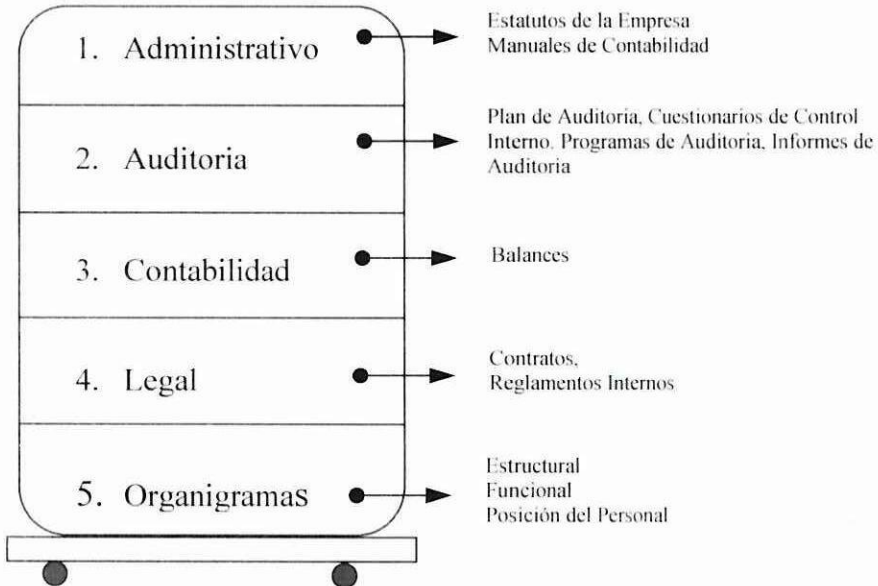 1. Administrativo
Estatutos de la Empresa
Manuales de Contabilidad
2. Auditoria
Plan de Auditoria, Cuestionarios de Control
Interno. Programas de Auditoria, Informes de
Auditoria
3. Contabilidad
Balances
4. Legal
Contratos,
Reglamentos Internos
5. Organigramas
Estructural
Funcional
Posición del Personal